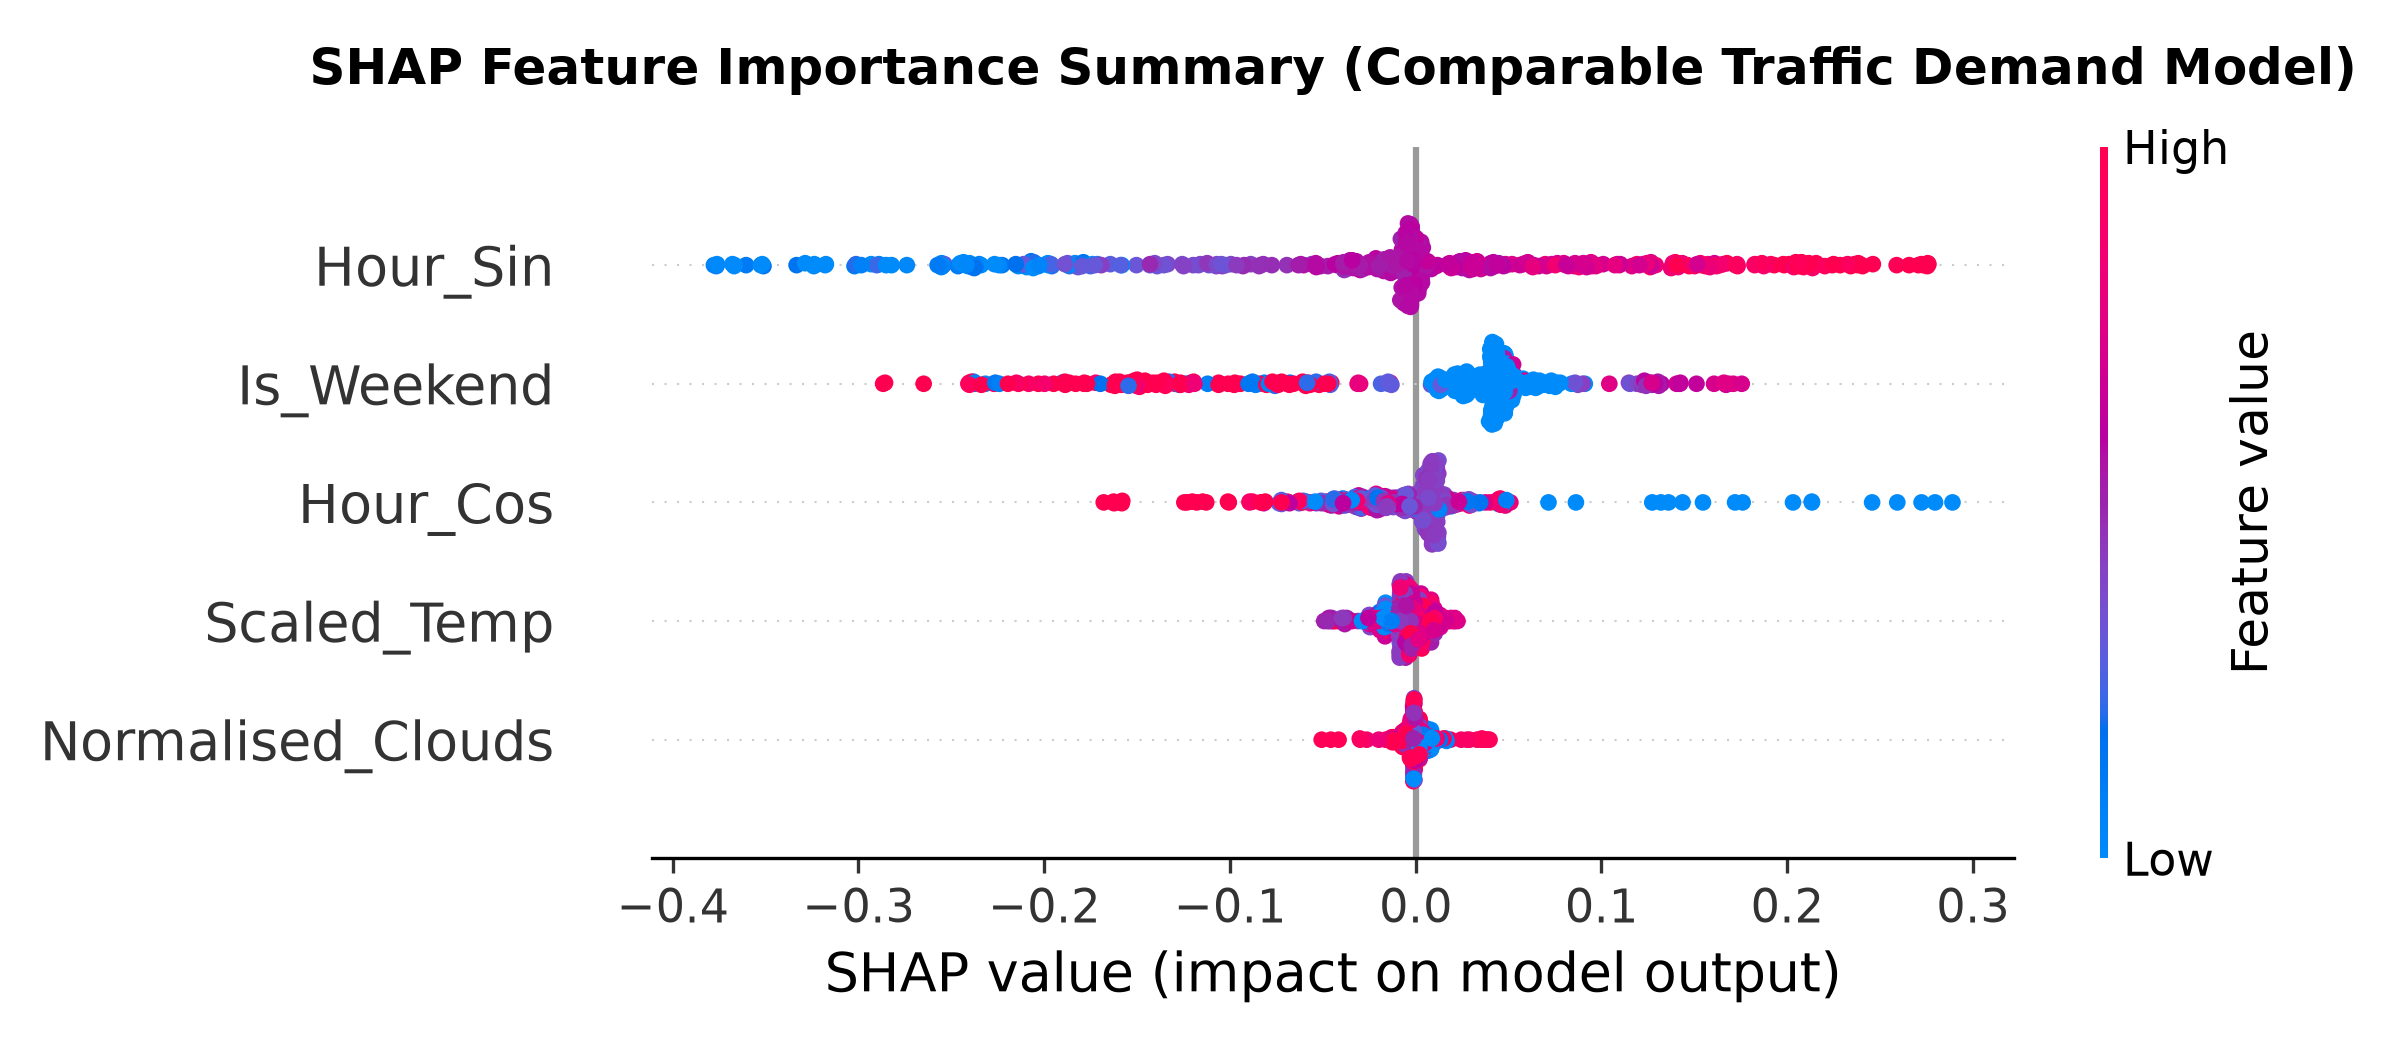 SHAP Feature Importance Summary (Comparable Traffic Demand Model)
High
Hour_Sin
Is_Weekend
Hour_Cos
Scaled_Temp
Normalised_Clouds
Feature value
Low
−0.4 −0.3 −0.2 −0.1 0.0 0.1 0.2 0.3
SHAP value (impact on model output)